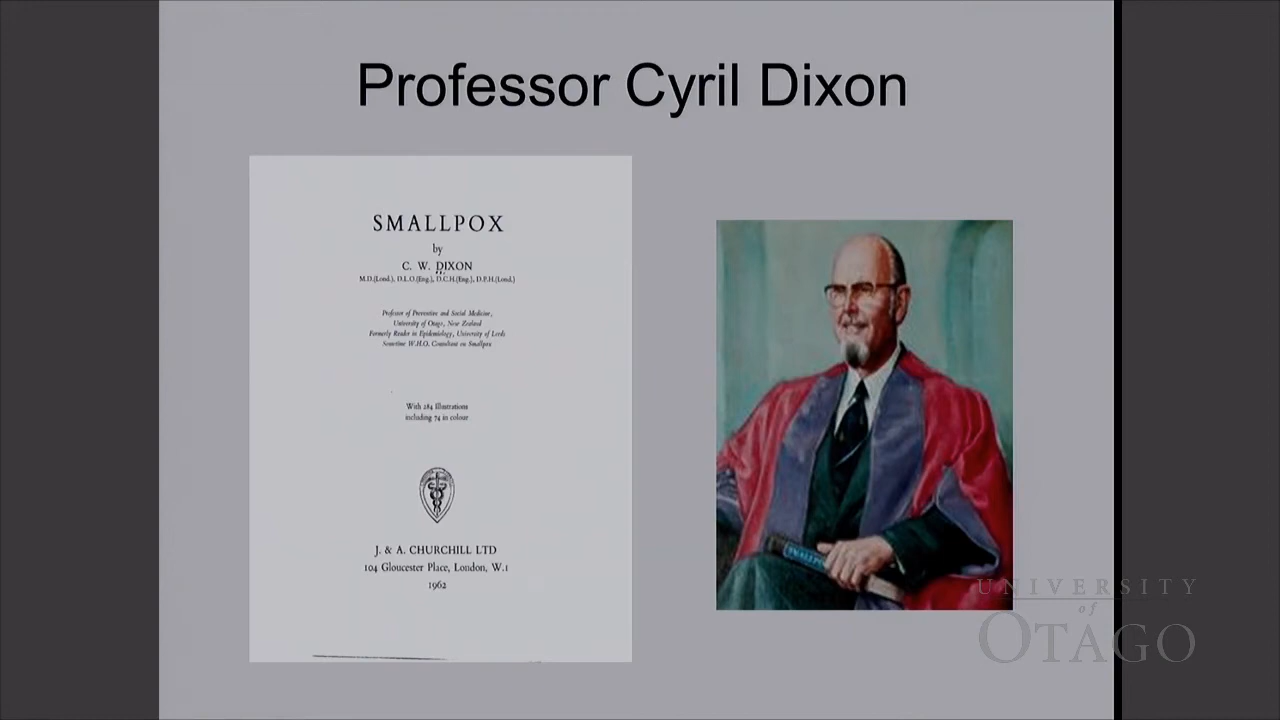 Professor Cyril Dixon
SMALLPOX
by
C. W. DIXON
M.D.(Lond.), D.L.O.(Eng.), D.C.H.(Eng.), D.P.H.(Lond.)
Professor of Preventive and Social Medicine,
University of Otago, New Zealand
Formerly Reader in Epidemiology, University of Leeds
Sometime W.H.O. Consultant on Smallpox
With 284 Illustrations
including 74 in colour
J. & A. CHURCHILL LTD
104 Gloucester Place, London, W.1
1962
SMALLPOX
UNIVERSITY
of
OTAGO